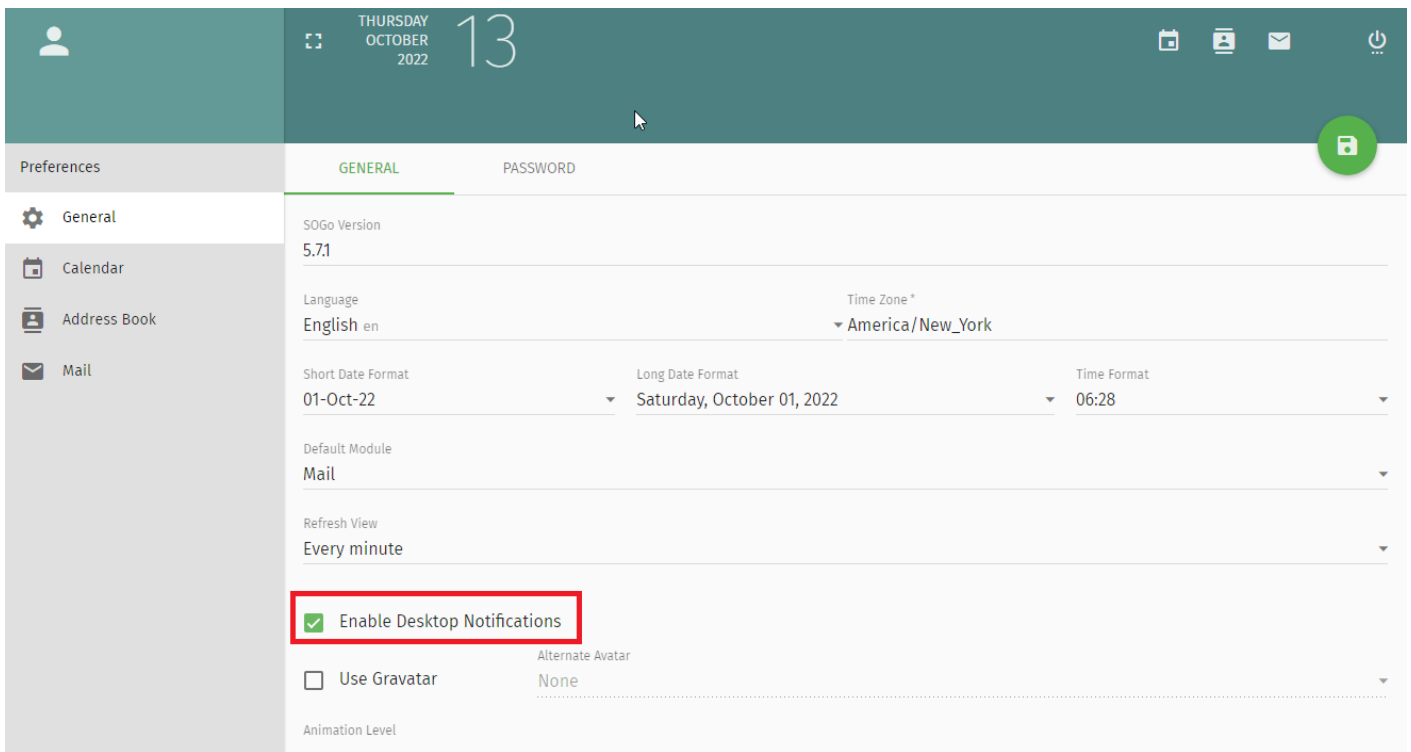 THURSDAY
OCTOBER
2022
13
Preferences
General
Calendar
Address Book
Mail
GENERAL
PASSWORD
SOGo Version
5.7.1
Language
Time Zone *
English en
America/New_York
Short Date Format
Long Date Format
Time Format
01-Oct-22
Saturday, October 01, 2022
06:28
Default Module
Mail
Refresh View
Every minute
Enable Desktop Notifications
Alternate Avatar
Use Gravatar
None
Animation Level